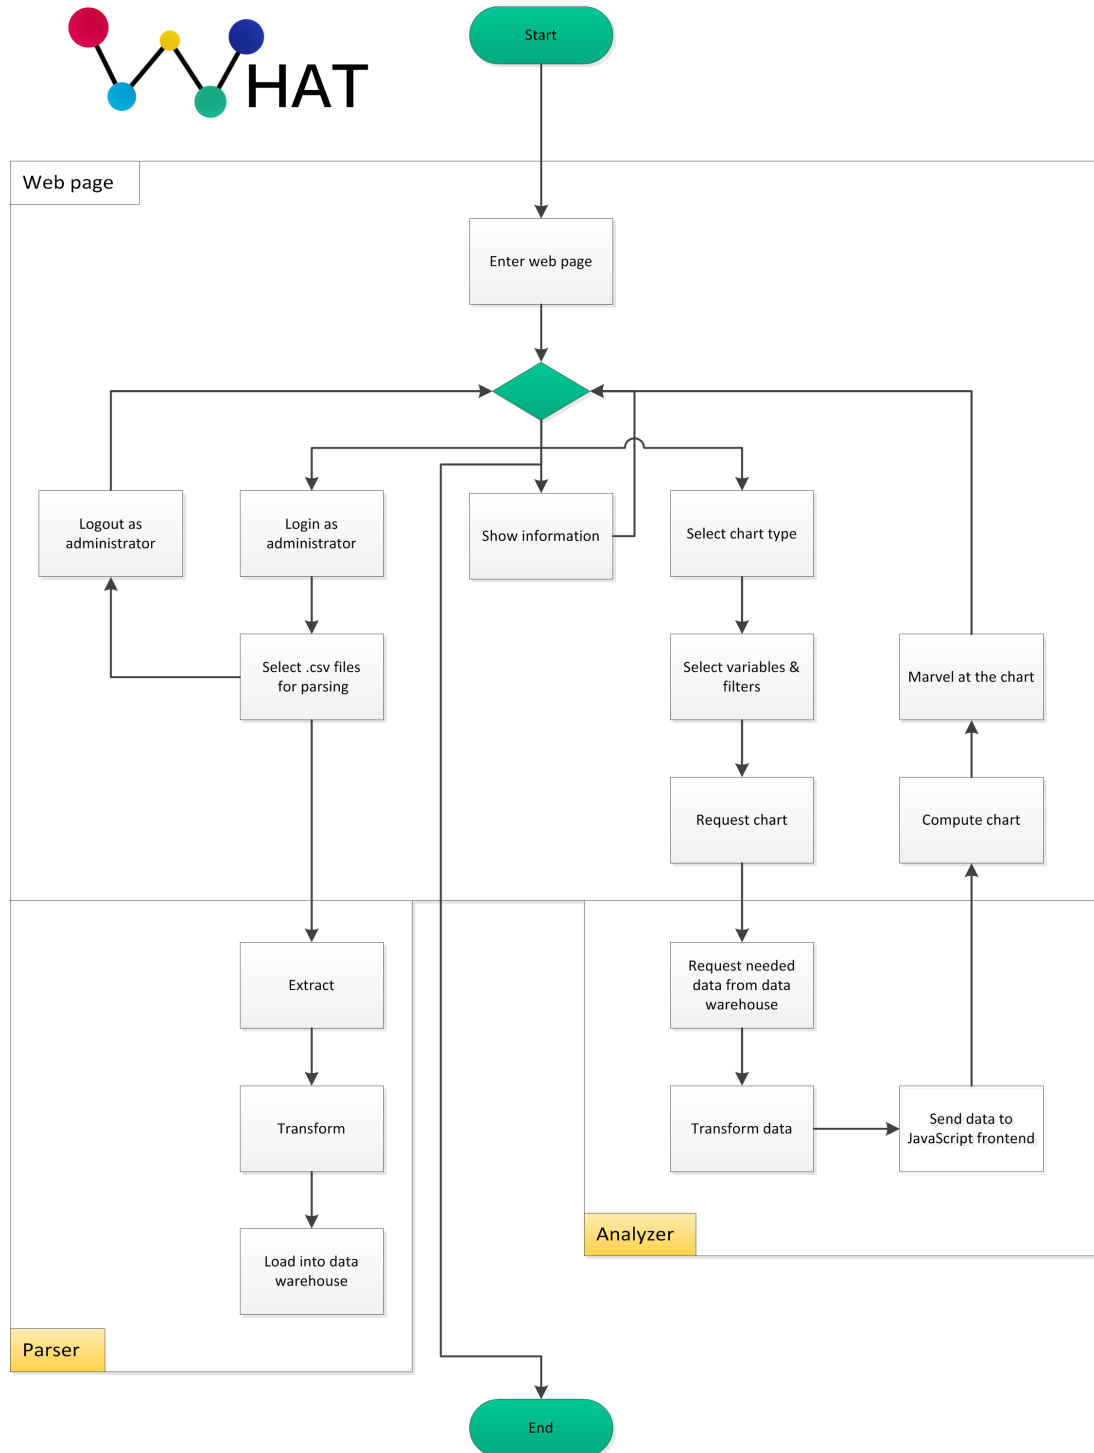 WHAT
Start
Web page
Enter web page
Logout as
administrator
Login as
administrator
Show information
Select chart type
Select .csv files
for parsing
Select variables &
filters
Marvel at the chart
Request chart
Compute chart
Extract
Request needed
data from data
warehouse
Transform
Transform data
Send data to
JavaScript frontend
Analyzer
Load into data
warehouse
Parser
End